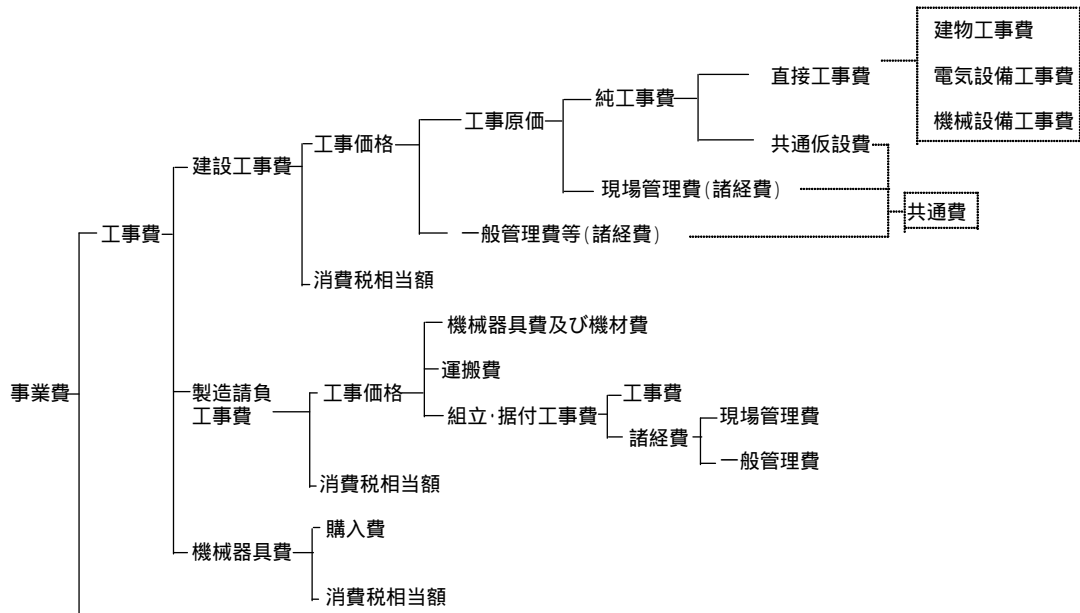 建物工事費
電気設備工事費
機械設備工事費
直接工事費
純工事費
工事原価
共通仮設費
工事価格
建設工事費
現場管理費(諸経費)
共通費
工事費
一般管理費等(諸経費)
消費税相当額
機械器具費及び機材費
運搬費
事業費
製造請負
工事費
工事価格
工事費
組立・据付工事費
現場管理費
諸経費
一般管理費
消費税相当額
購入費
機械器具費
消費税相当額